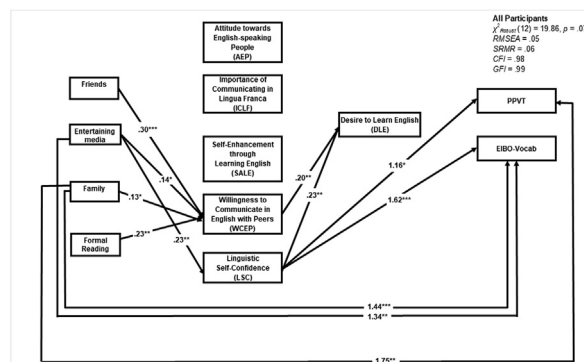 All Participants
χ² Robust (12) = 19.86, p = .0
RMSEA = .05
SRMR = .06
CFI = .98
GFI = .99
Attitude towards
English-speaking
People
(AEP)
Friends
Importance of
Communicating in
Lingua Franca
(ICLF)
PPVT
.30***
Entertaining
media
Desire to Learn English
(DLE)
Self-Enhancement
through
Learning English
(SALE)
EIBO-Vocab
.14*
1.16*
.20**
Family
.13*
Willingness to
Communicate in
English with Peers
(WCEP)
.23**
1.62***
Formal
Reading
.23**
.23**
Linguistic
Self-Confidence
(LSC)
1.44***
1.34**
1.75**